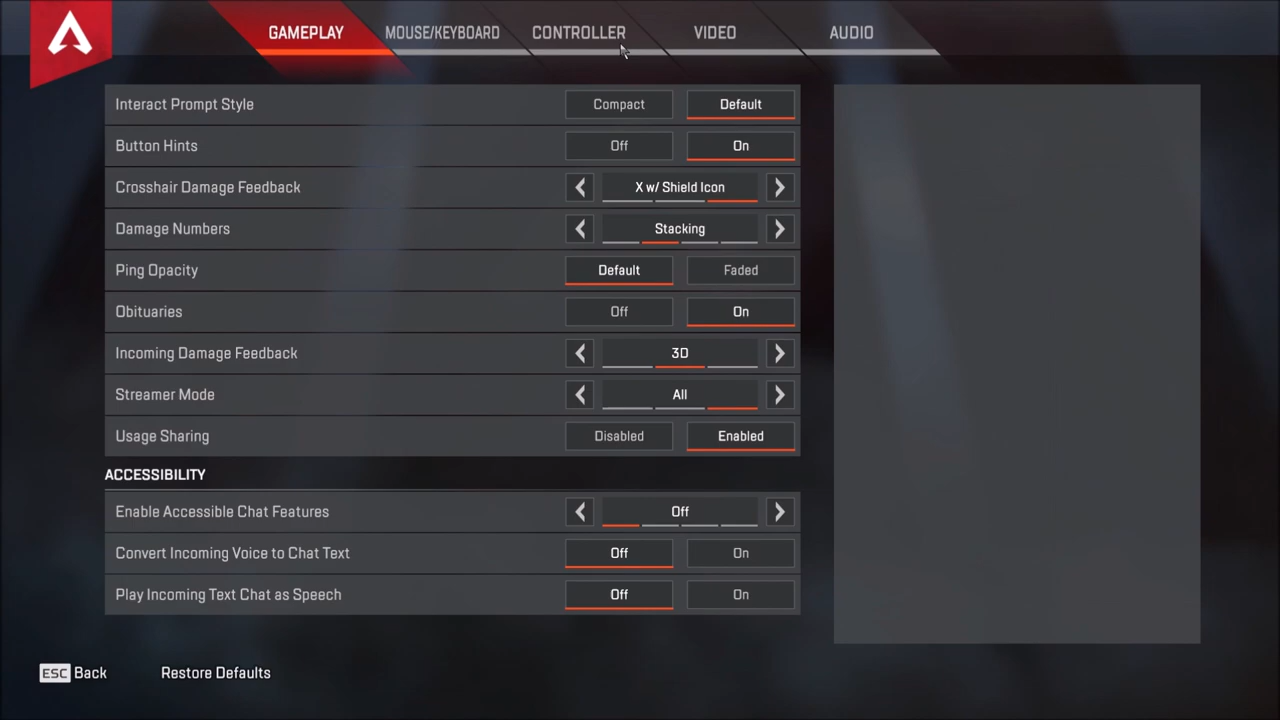 GAMEPLAY MOUSE/KEYBOARD CONTROLLER VIDEO AUDIO
Interact Prompt Style Compact Default
Button Hints Off On
Crosshair Damage Feedback X w/ Shield Icon
Damage Numbers Stacking
Ping Opacity Default Faded
Obituaries Off On
Incoming Damage Feedback 3D
Streamer Mode All
Usage Sharing Disabled Enabled
ACCESSIBILITY
Enable Accessible Chat Features Off
Convert Incoming Voice to Chat Text Off On
Play Incoming Text Chat as Speech Off On
ESC Back Restore Defaults